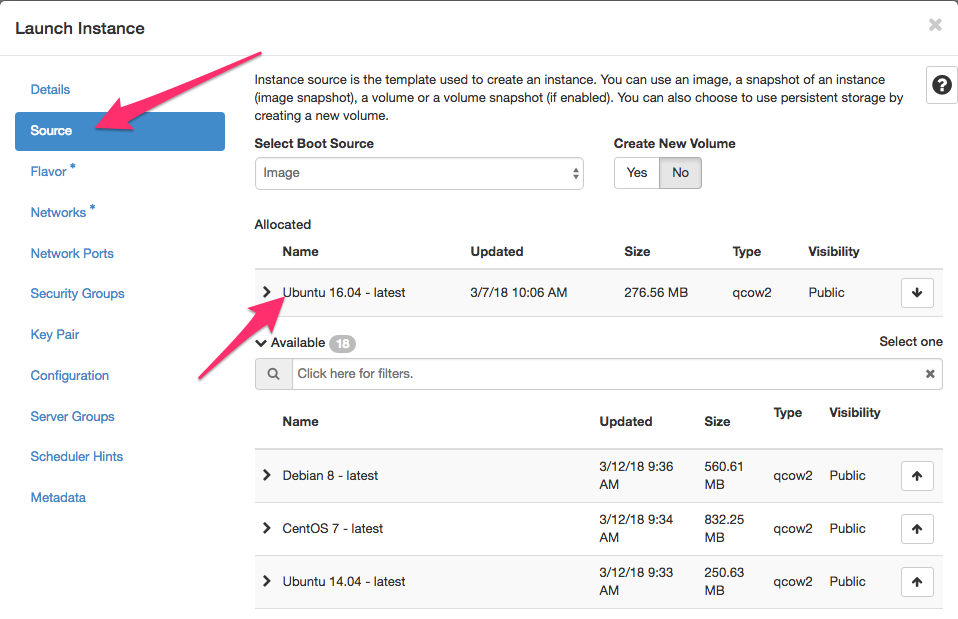 Launch Instance
×
Details
Source
Flavor *
Networks *
Network Ports
Security Groups
Key Pair
Configuration
Server Groups
Scheduler Hints
Metadata
Instance source is the template used to create an instance. You can use an image, a snapshot of an instance
(image snapshot), a volume or a volume snapshot (if enabled). You can also choose to use persistent storage by
creating a new volume.
?
Select Boot Source Create New Volume
Image Yes No
Allocated
Name Updated Size Type Visibility
Ubuntu 16.04 - latest 3/7/18 10:06 AM 276.56 MB qcow2 Public
Available 18 Select one
Click here for filters. ×
Name Updated Size Type Visibility
Debian 8 - latest 3/12/18 9:36 560.61 qcow2 Public
AM MB
CentOS 7 - latest 3/12/18 9:34 832.25 qcow2 Public
AM MB
Ubuntu 14.04 - latest 3/12/18 9:33 250.63 qcow2 Public
AM MB